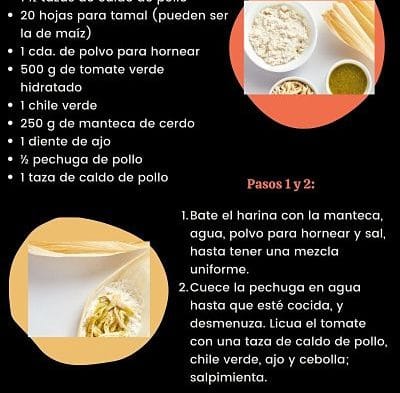 • 20 hojas para tamal (pueden ser
la de maíz)
• 1 cda. de polvo para hornear
• 500 g de tomate verde
hidratado
• 1 chile verde
• 250 g de manteca de cerdo
• 1 diente de ajo
• ½ pechuga de pollo
• 1 taza de caldo de pollo
Pasos 1 y 2:
1. Bate el harina con la manteca,
agua, polvo para hornear y sal,
hasta tener una mezcla
uniforme.
2. Cuece la pechuga en agua
hasta que esté cocida, y
desmenuza. Licua el tomate
con una taza de caldo de pollo,
chile verde, ajo y cebolla;
salpimienta.